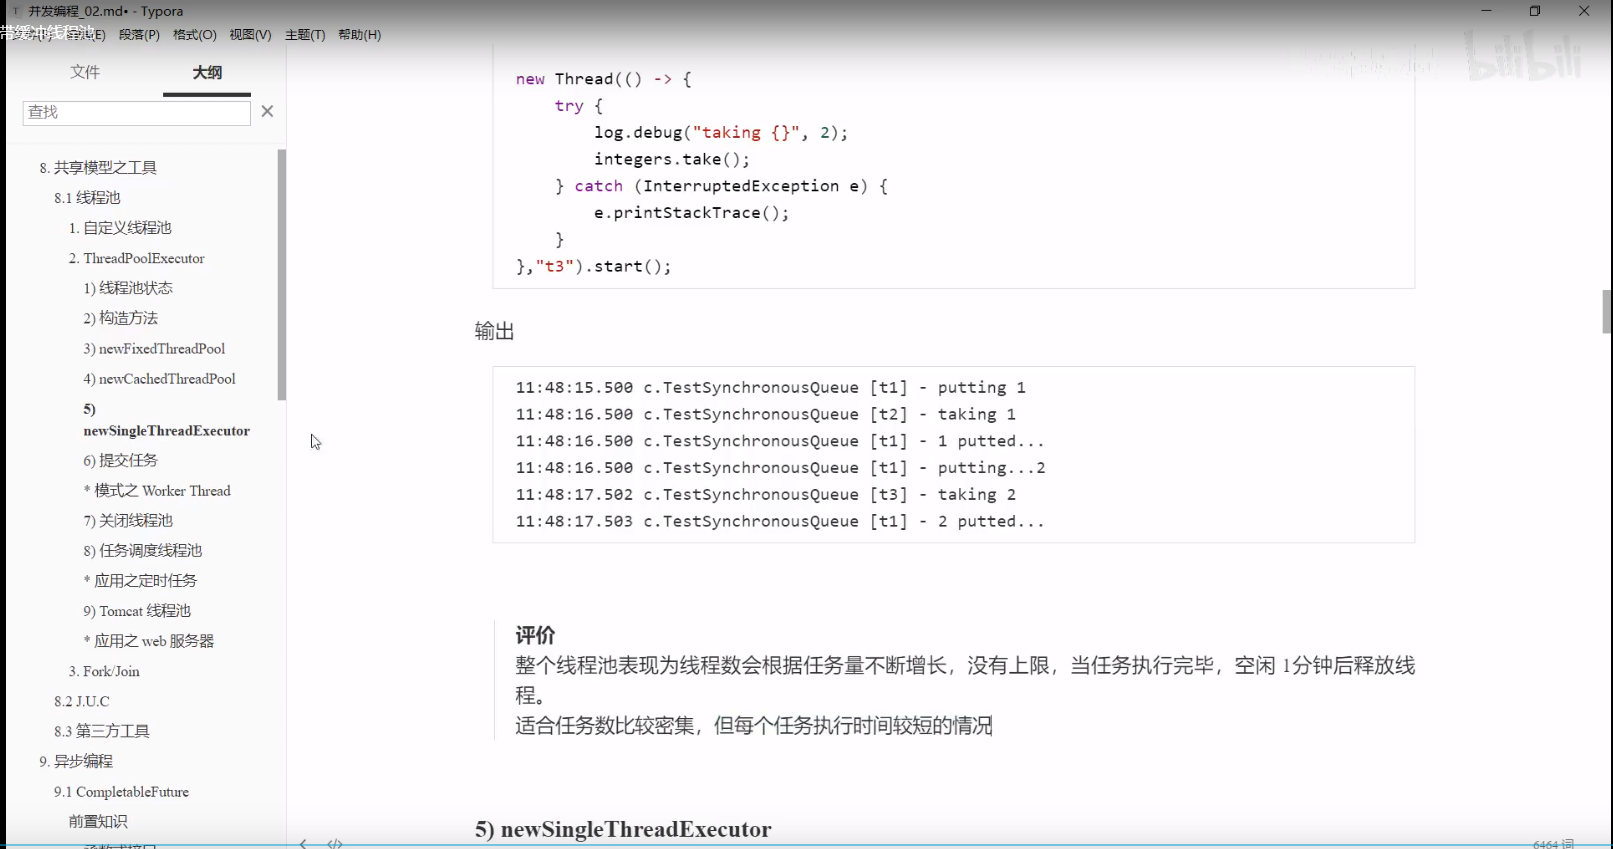 并发编程_02.md• - Typora
带缓冲线程池
段落(P) 格式(O) 视图(V) 主题(T) 帮助(H)
文件 大纲
查找
8. 共享模型之工具
8.1 线程池
1. 自定义线程池
2. ThreadPoolExecutor
1) 线程池状态
2) 构造方法
3) newFixedThreadPool
4) newCachedThreadPool
5)
newSingleThreadExecutor
6) 提交任务
* 模式之 Worker Thread
7) 关闭线程池
8) 任务调度线程池
* 应用之定时任务
9) Tomcat 线程池
* 应用之 web 服务器
3. Fork/Join
8.2 J.U.C
8.3 第三方工具
9. 异步编程
9.1 CompletableFuture
前置知识
函数式接口
new Thread(() -> {
try {
log.debug("taking {}", 2);
integers.take();
} catch (InterruptedException e) {
e.printStackTrace();
}
},"t3").start();
输出
11:48:15.500 c.TestSynchronousQueue [t1] - putting 1
11:48:16.500 c.TestSynchronousQueue [t2] - taking 1
11:48:16.500 c.TestSynchronousQueue [t1] - 1 putted...
11:48:16.500 c.TestSynchronousQueue [t1] - putting...2
11:48:17.502 c.TestSynchronousQueue [t3] - taking 2
11:48:17.503 c.TestSynchronousQueue [t1] - 2 putted...
评价
整个线程池表现为线程数会根据任务量不断增长，没有上限，当任务执行完毕，空闲 1分钟后释放线
程。
适合任务数比较密集，但每个任务执行时间较短的情况
5) newSingleThreadExecutor
6464 词
bilibili